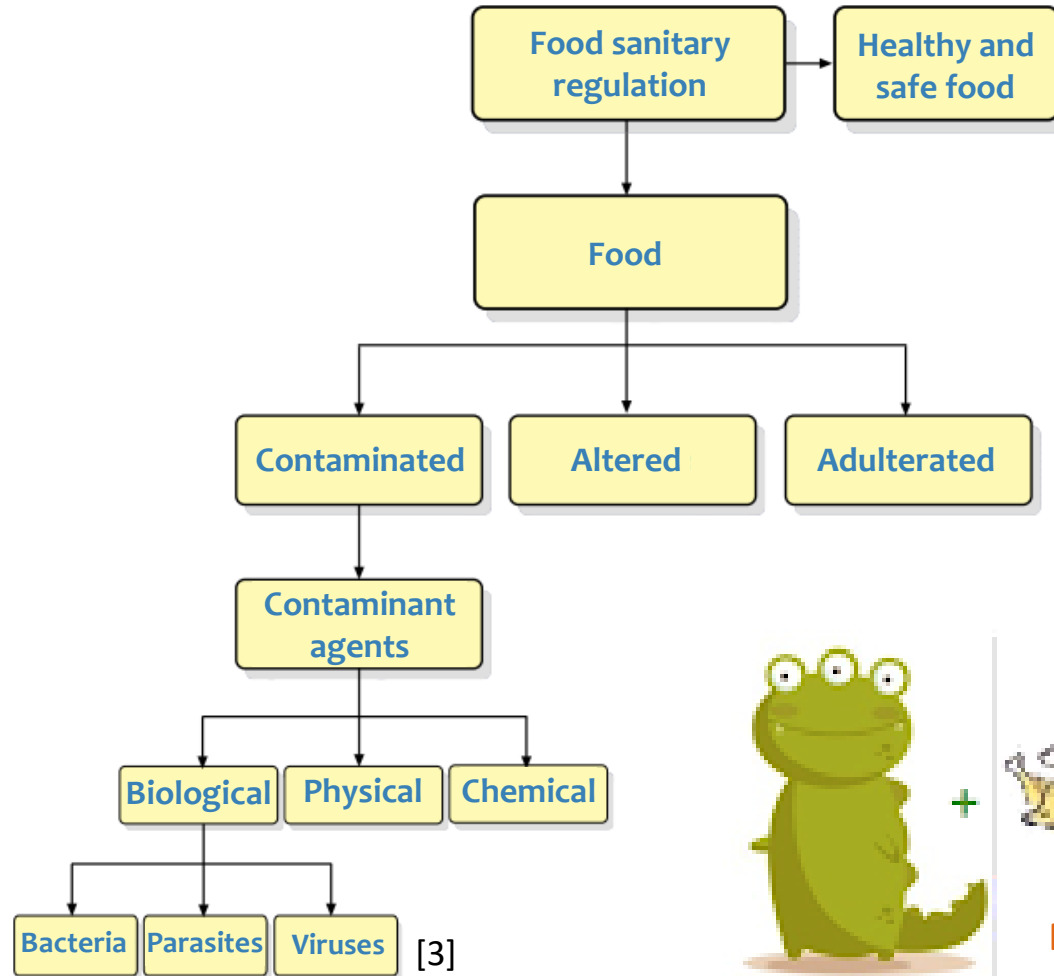 Food sanitary
regulation
Healthy and
safe food
Food
Contaminated
Altered
Adulterated
Contaminant
agents
Biological
Physical
Chemical
Bacteria
Parasites
Viruses
[3]
+